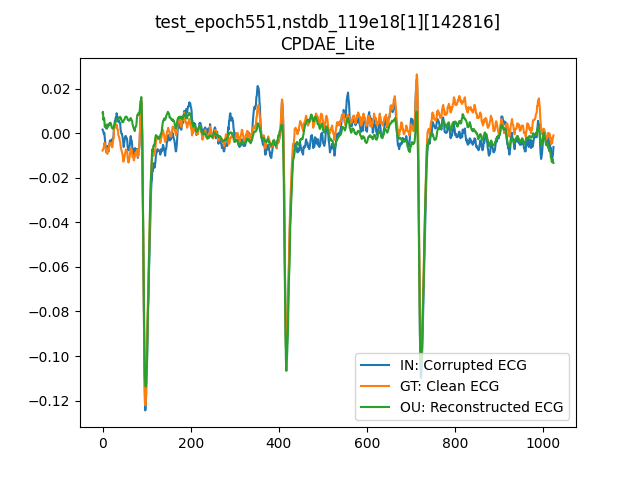 test_epoch551,nstdb_119e18[1][142816]
CPDAE_Lite
0.02
0.00
−0.02
−0.04
−0.06
−0.08
−0.10
−0.12
IN: Corrupted ECG
GT: Clean ECG
OU: Reconstructed ECG
0 200 400 600 800 1000